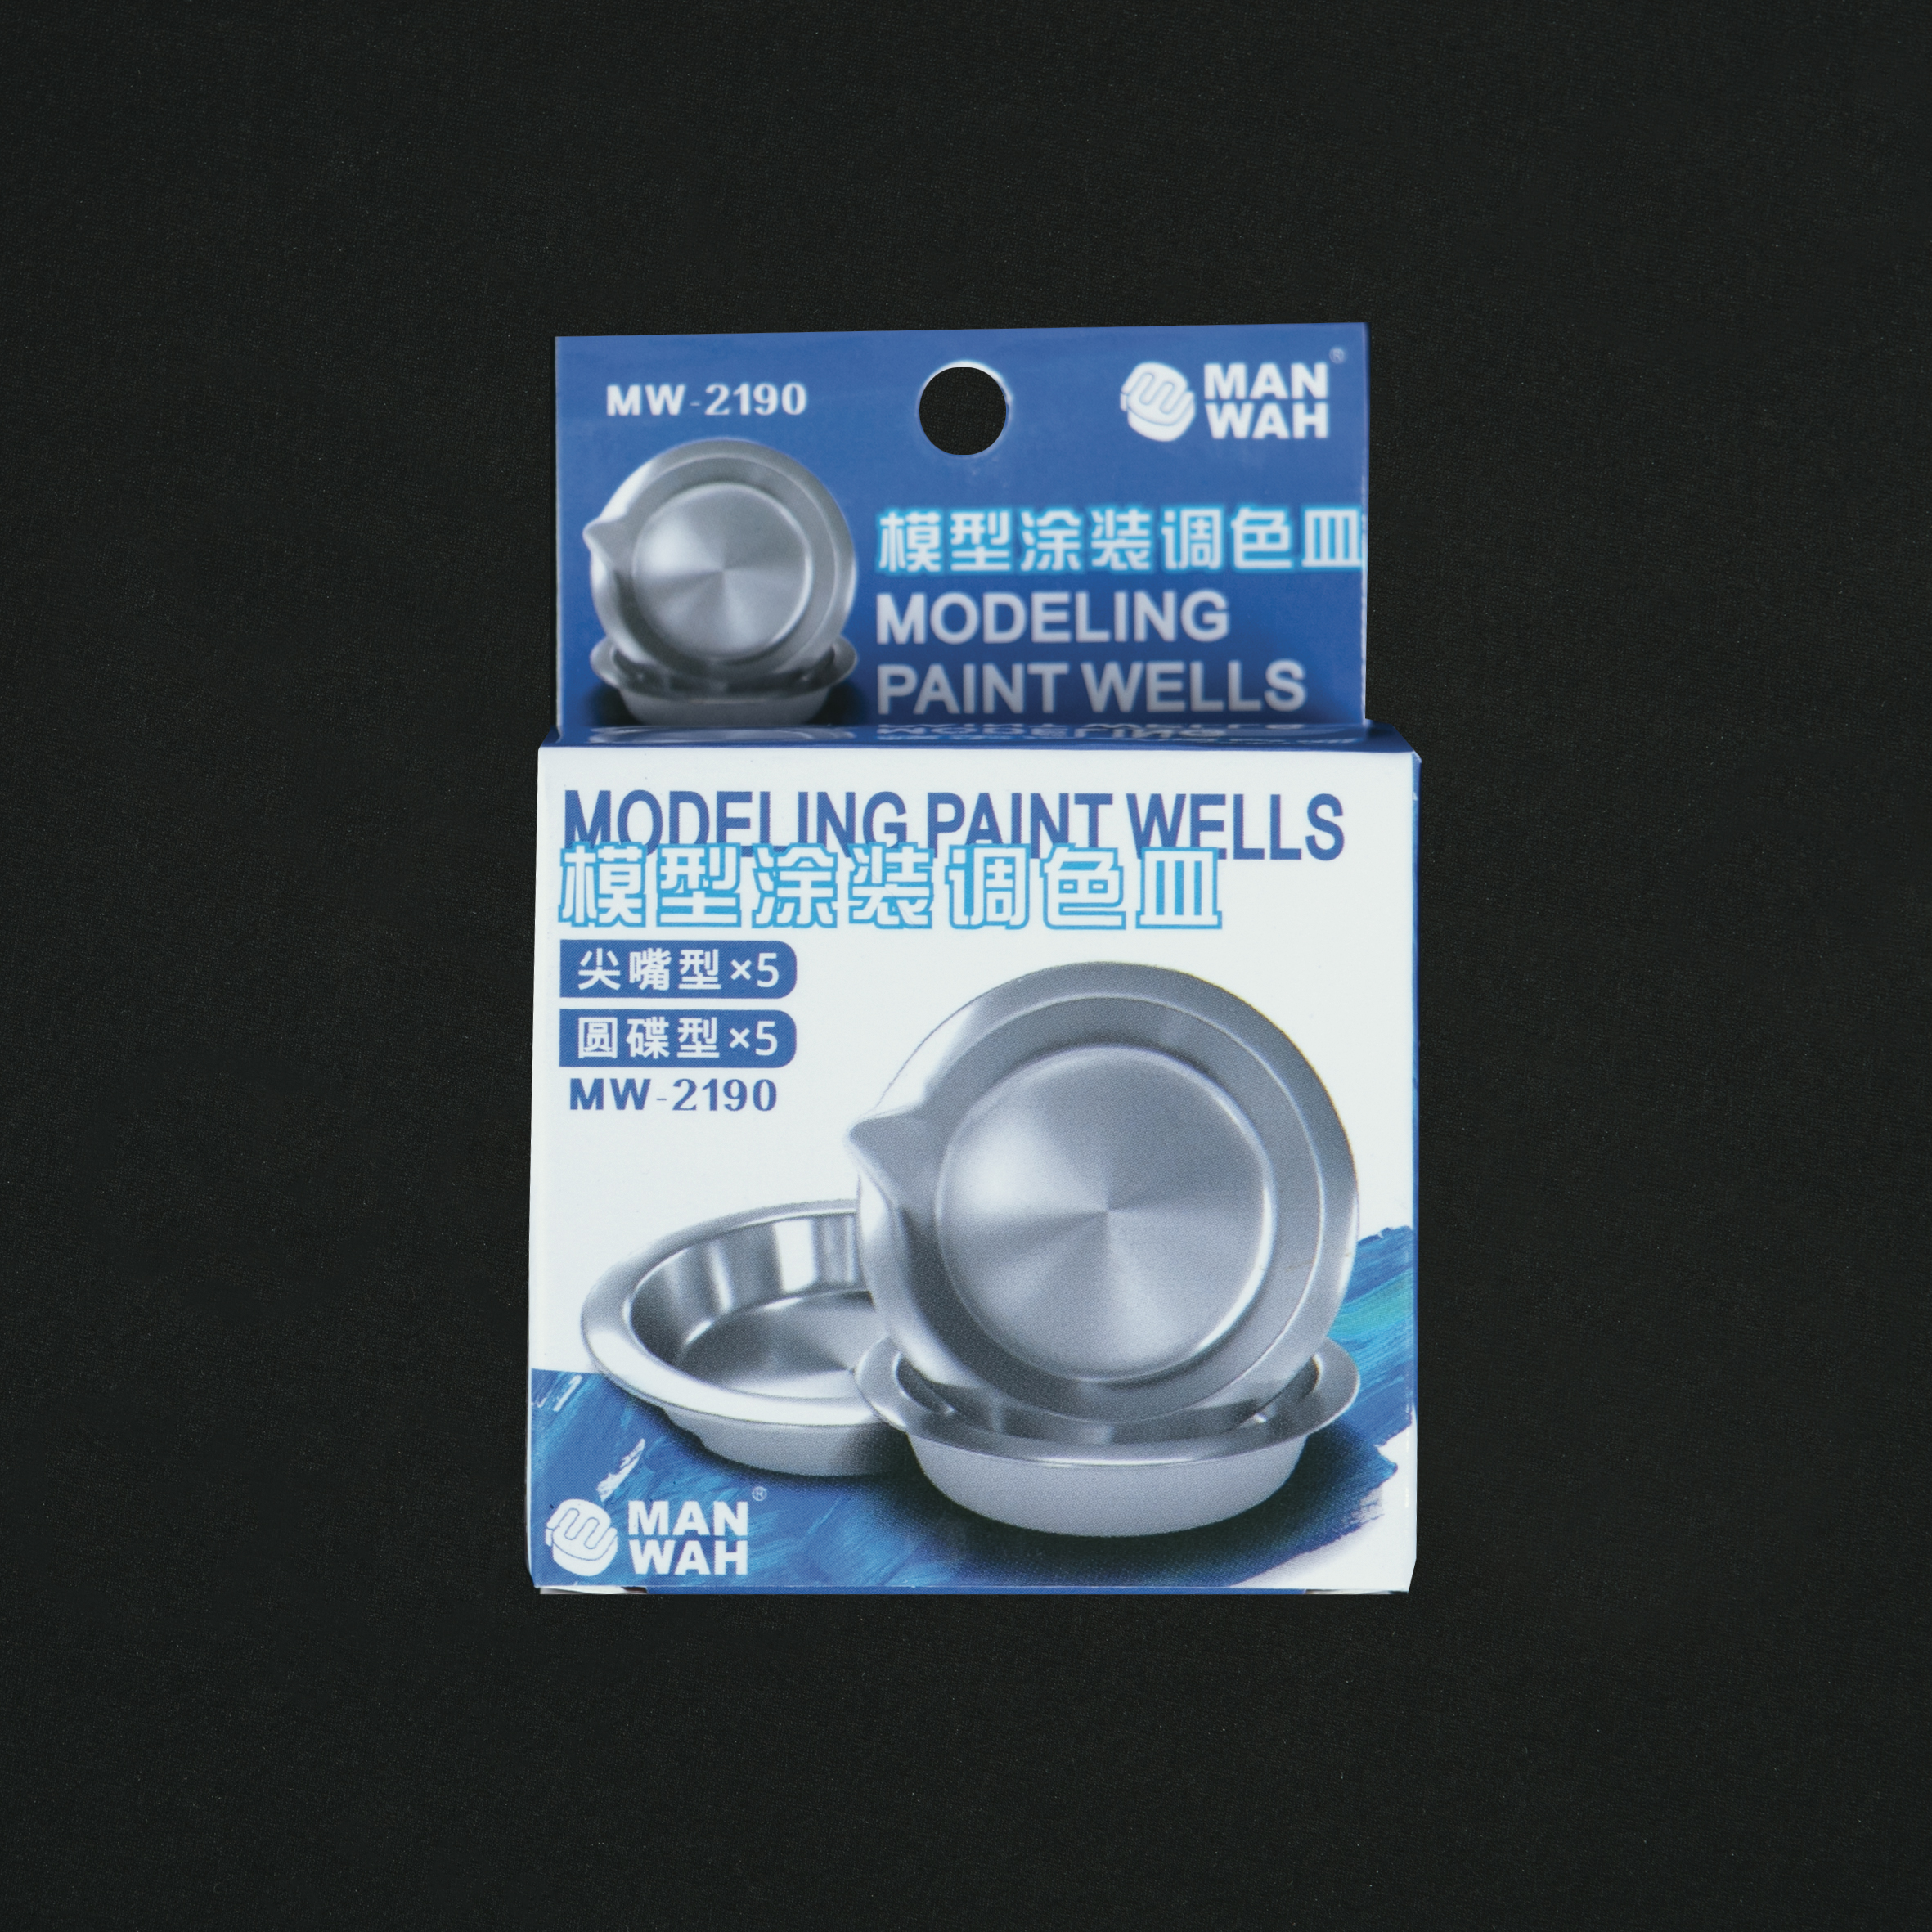 MW-2190
MAN WAH®
模型涂装调色皿
MODELING
PAINT WELLS
MODELING PAINT WELLS
模型涂装调色皿
尖嘴型×5
圆碟型×5
MW-2190
MAN WAH®